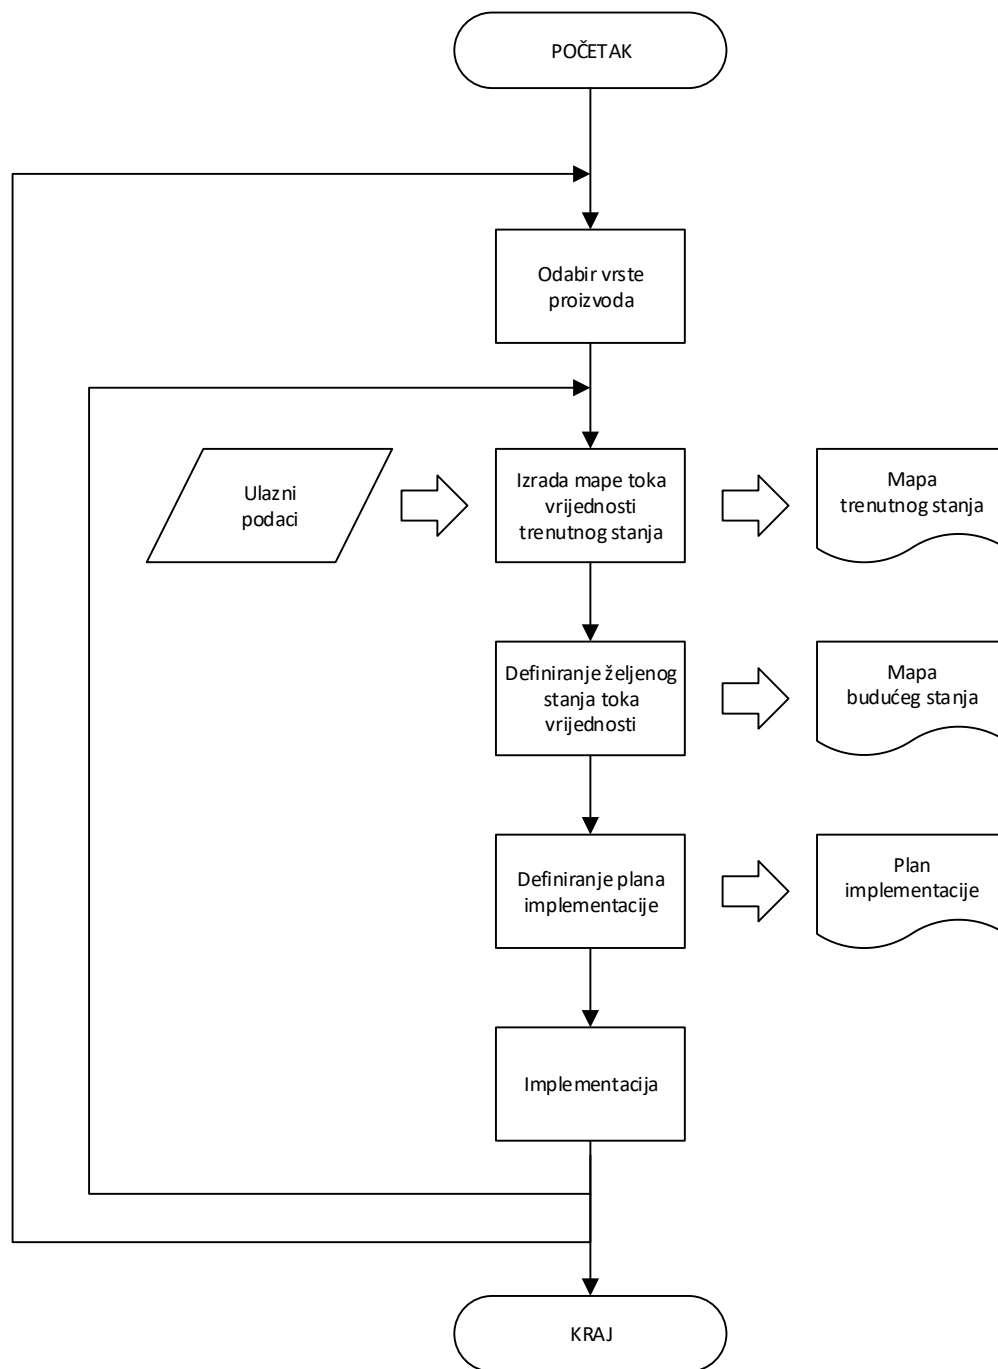 POČETAK
Odabir vrste
proizvoda
Ulazni
podaci
Izrada mape toka
vrijednosti
trenutnog stanja
Mapa
trenutnog stanja
Definiranje željenog
stanja toka
vrijednosti
Mapa
budućeg stanja
Definiranje plana
implementacije
Plan
implementacije
Implementacija
KRAJ